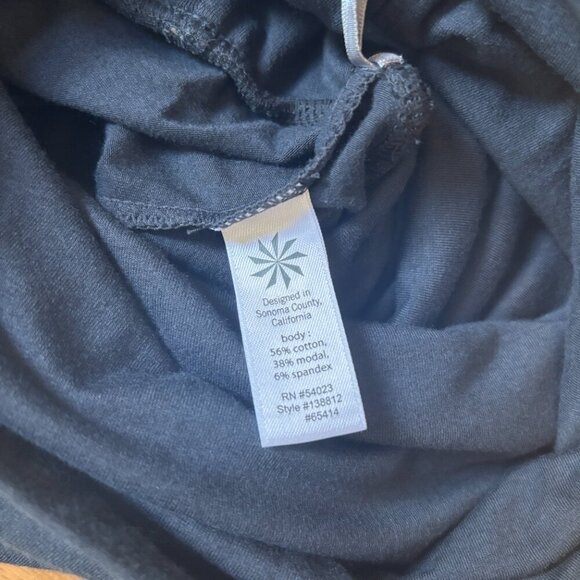 Designed in
Sonoma County,
California
body :
56% cotton,
38% modal,
6% spandex
RN #54023
Style #138812
#65414